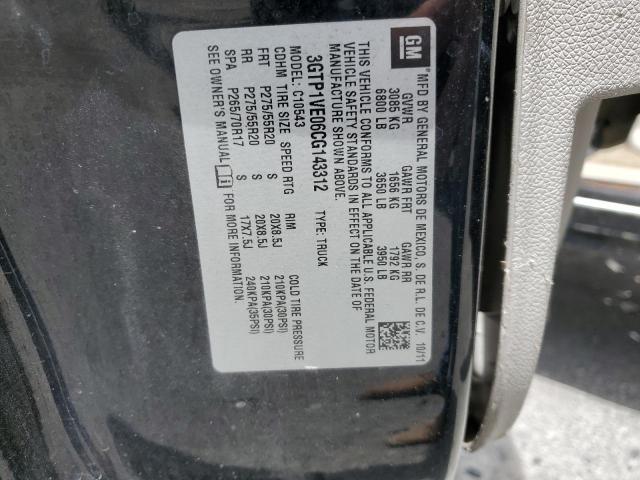 GM MFD BY GENERAL MOTORS DE MEXICO, S. DE R.L. DE C.V. 10/11
GVWR GAWR FRT GAWR RR
3085 KG 1656 KG 1792 KG
6800 LB 3650 LB 3950 LB
THIS VEHICLE CONFORMS TO ALL APPLICABLE U.S. FEDERAL MOTOR
VEHICLE SAFETY STANDARDS IN EFFECT ON THE DATE OF
MANUFACTURE SHOWN ABOVE.
3GTP1VE06CG143312 TYPE: TRUCK
MODEL: C10543
CDHM TIRE SIZE SPEED RTG RIM COLD TIRE PRESSURE
FRT P275/55R20 S 20X8.5J 210KPA(30PSI)
RR P275/55R20 S 20X8.5J 210KPA(30PSI)
SPA P265/70R17 S 17X7.5J 240KPA(35PSI)
SEE OWNER'S MANUAL FOR MORE INFORMATION.